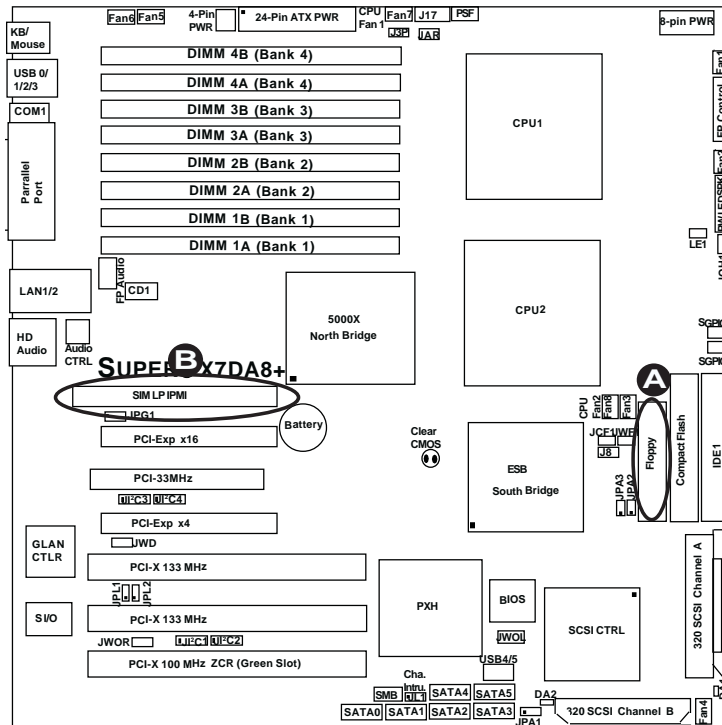 Fan6 Fan5
4-Pin
PWR
24-Pin ATX PWR
CPU
Fan 1
Fan7
J17
PSF
J3P
JAR
8-pin PWR
KB/
Mouse
USB 0/
1/2/3
COM1
Parrallel
Port
LAN1/2
HD
Audio
DIMM 4B (Bank 4)
DIMM 4A (Bank 4)
DIMM 3B (Bank 3)
DIMM 3A (Bank 3)
DIMM 2B (Bank 2)
DIMM 2A (Bank 2)
DIMM 1B (Bank 1)
DIMM 1A (Bank 1)
CPU1
CPU2
Fan1
FP Control
LE1
FP Audio
CD1
Audio
CTRL
5000X
North Bridge
SGPIO
SGPIO
B
X7DA8+
SIM LP IPMI
JPG1
PCI-Exp x16
Battery
PCI-33MHz
JI²C3
JI²C4
PCI-Exp x4
JWD
GLAN
CTLR
PCI-X 133 MHz
JPL1
JPL2
SI/O
PCI-X 133 MHz
JWOR
JI²C1
JI²C2
PCI-X 100 MHz ZCR (Green Slot)
Clear
CMOS
ESB
South Bridge
A
CPU
Fan2
Fan8
Fan3
JCF1
JWF1
J8
JPA3
JPA2
Floppy
Compact Flash
IDE1
PXH
BIOS
JWOL
USB4/5
SCSI CTRL
320 SCSI Channel A
Cha.
Intru.
SMB
JL1
SATA4
SATA5
DA2
SATA0
SATA1
SATA2
SATA3
JPA1
320 SCSI Channel B
Fan4